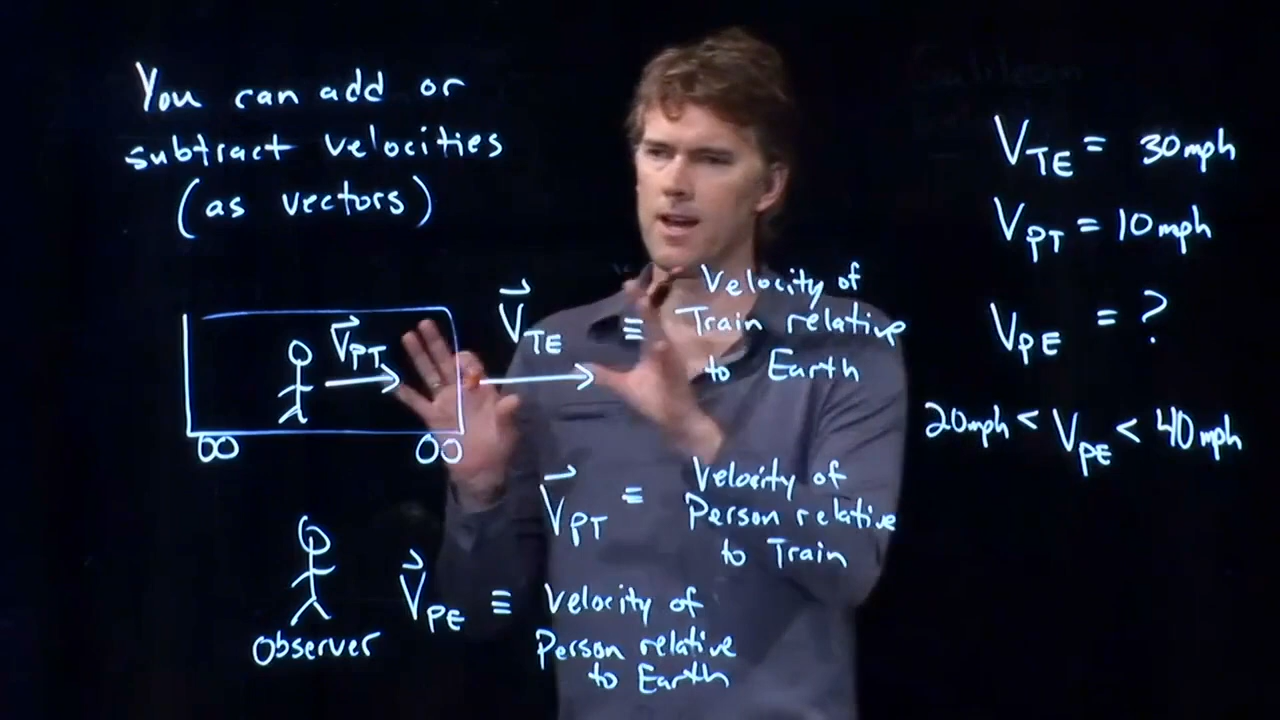 You can add or
subtract velocities
(as vectors)
V⃗PT
V⃗TE ≡ Velocity of
Train relative
to Earth
V⃗PT ≡ Velocity of
Person relative
to Train
Observer
V⃗PE ≡ Velocity of
Person relative
to Earth
Galilean
VTE = 30mph
VPT = 10mph
VPE = ?
20mph < VPE < 40mph